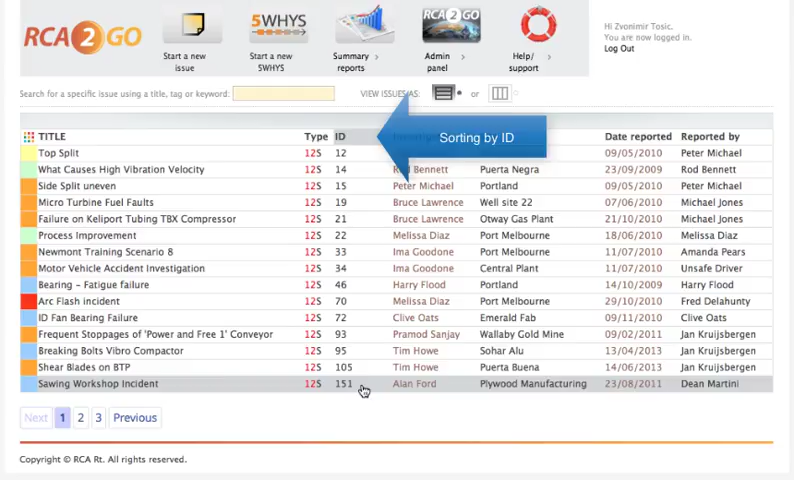 RCA 2 GO
5WHYS
RCA2GO
Start a new issue
Start a new 5WHYS
Summary reports ›
Admin panel ›
Help/ support ›
Hi Zvonimir Tosic.
You are now logged in.
Log Out
Search for a specific issue using a title, tag or keyword:
VIEW ISSUES AS: or
Sorting by ID
TITLE Type ID Date reported Reported by
Top Split 12S 12 09/05/2010 Peter Michael
What Causes High Vibration Velocity 12S 14 Rod Bennett Puerta Negra 23/09/2009 Rod Bennett
Side Split uneven 12S 15 Peter Michael Portland 09/05/2010 Peter Michael
Micro Turbine Fuel Faults 12S 19 Bruce Lawrence Well site 22 07/06/2010 Michael Jones
Failure on Keliport Tubing TBX Compressor 12S 21 Bruce Lawrence Otway Gas Plant 21/10/2010 Michael Jones
Process Improvement 12S 22 Melissa Diaz Port Melbourne 18/06/2010 Melissa Diaz
Newmont Training Scenario 8 12S 33 Ima Goodone Port Melbourne 11/07/2010 Amanda Pears
Motor Vehicle Accident Investigation 12S 34 Ima Goodone Central Plant 11/07/2010 Unsafe Driver
Bearing - Fatigue failure 12S 46 Harry Flood Portland 14/10/2009 Harry Flood
Arc Flash incident 12S 70 Melissa Diaz Port Melbourne 29/10/2010 Fred Delahunty
ID Fan Bearing Failure 12S 72 Clive Oats Emerald Fab 09/11/2010 Clive Oats
Frequent Stoppages of 'Power and Free 1' Conveyor 12S 93 Pramod Sanjay Wallaby Gold Mine 09/02/2011 Jan Kruijsbergen
Breaking Bolts Vibro Compactor 12S 95 Tim Howe Sohar Alu 13/04/2013 Jan Kruijsbergen
Shear Blades on BTP 12S 105 Tim Howe Puerta Buena 14/06/2013 Jan Kruijsbergen
Sawing Workshop Incident 12S 151 Alan Ford Plywood Manufacturing 23/08/2011 Dean Martini
Next 1 2 3 Previous
Copyright © RCA Rt. All rights reserved.